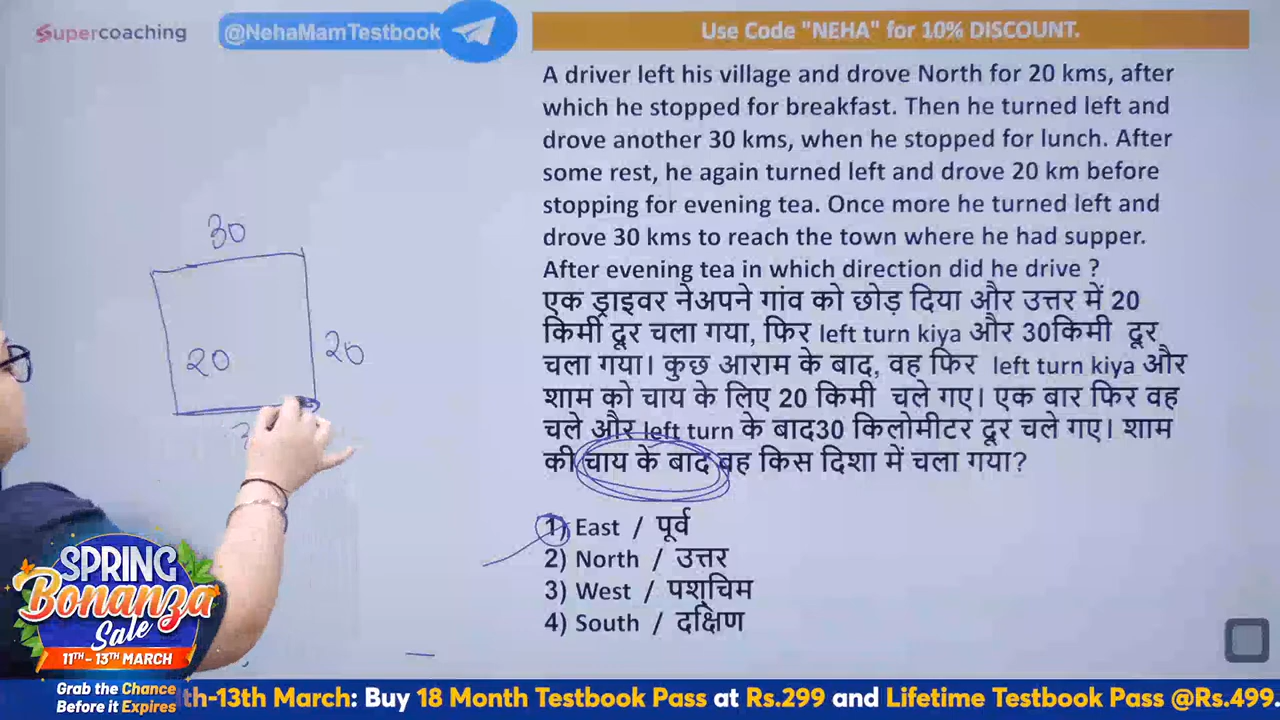 Supercoaching
@NehaMamTestbook
Use Code "NEHA" for 10% DISCOUNT.
A driver left his village and drove North for 20 kms, after
which he stopped for breakfast. Then he turned left and
drove another 30 kms, when he stopped for lunch. After
some rest, he again turned left and drove 20 km before
stopping for evening tea. Once more he turned left and
drove 30 kms to reach the town where he had supper.
After evening tea in which direction did he drive ?
एक ड्राइवर नेअपने गांव को छोड़ दिया और उत्तर में 20
किमी दूर चला गया, फिर left turn kiya और 30किमी दूर
चला गया। कुछ आराम के बाद, वह फिर left turn kiya और
शाम को चाय के लिए 20 किमी चले गए। एक बार फिर वह
चले और left turn के बाद30 किलोमीटर दूर चले गए। शाम
की चाय के बाद वह किस दिशा में चला गया?
1) East / पूर्व
2) North / उत्तर
3) West / पश्चिम
4) South / दक्षिण
30
20
20
SPRING
Bonanza
Sale
11TH - 13TH MARCH
Grab the Chance
Before it Expires
th-13th March: Buy 18 Month Testbook Pass at Rs.299 and Lifetime Testbook Pass @Rs.499.